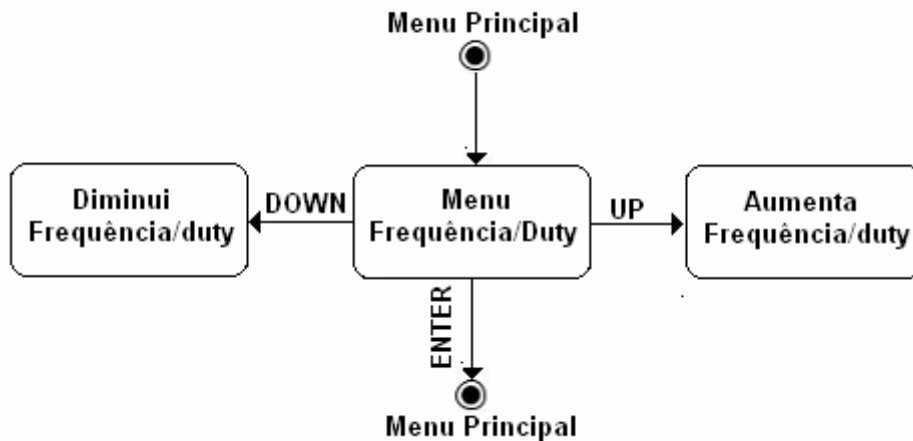 Menu Principal
Diminui
Frequência/duty
DOWN
Menu
Frequência/Duty
UP
Aumenta
Frequência/duty
ENTER
Menu Principal